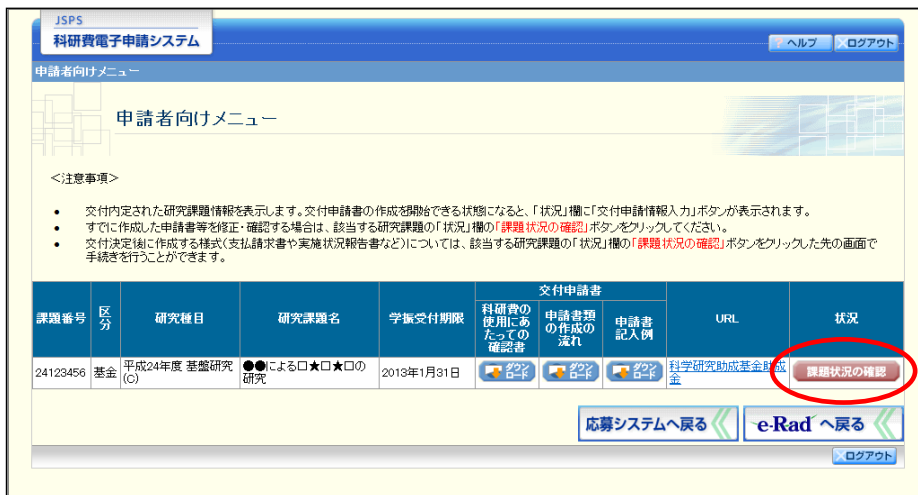 JSPS
科研費電子申請システム
ヘルプ
ログアウト
申請者向けメニュー
申請者向けメニュー
<注意事項>
• 交付内定された研究課題情報を表示します。交付申請書の作成を開始できる状態になると、「状況」欄に「交付申請情報入力」ボタンが表示されます。
• すでに作成した申請書等を修正・確認する場合は、該当する研究課題の「状況」欄の「課題状況の確認」ボタンをクリックしてください。
• 交付決定後に作成する様式(支払請求書や実施状況報告書など)については、該当する研究課題の「状況」欄の「課題状況の確認」ボタンをクリックした先の画面で
手続きを行うことができます。
課題番号
区
分
研究種目
研究課題名
学振受付期限
交付申請書
科研費の
使用にあ
たっての
確認書
申請書類
の作成の
流れ
申請書
記入例
URL
状況
24123456
基金
平成24年度 基盤研究
(C)
●●による□★□★□の
研究
2013年1月31日
ダウンロード
ダウンロード
ダウンロード
科学研究助成基金助成
金
課題状況の確認
応募システムへ戻る
e-Rad へ戻る
ログアウト